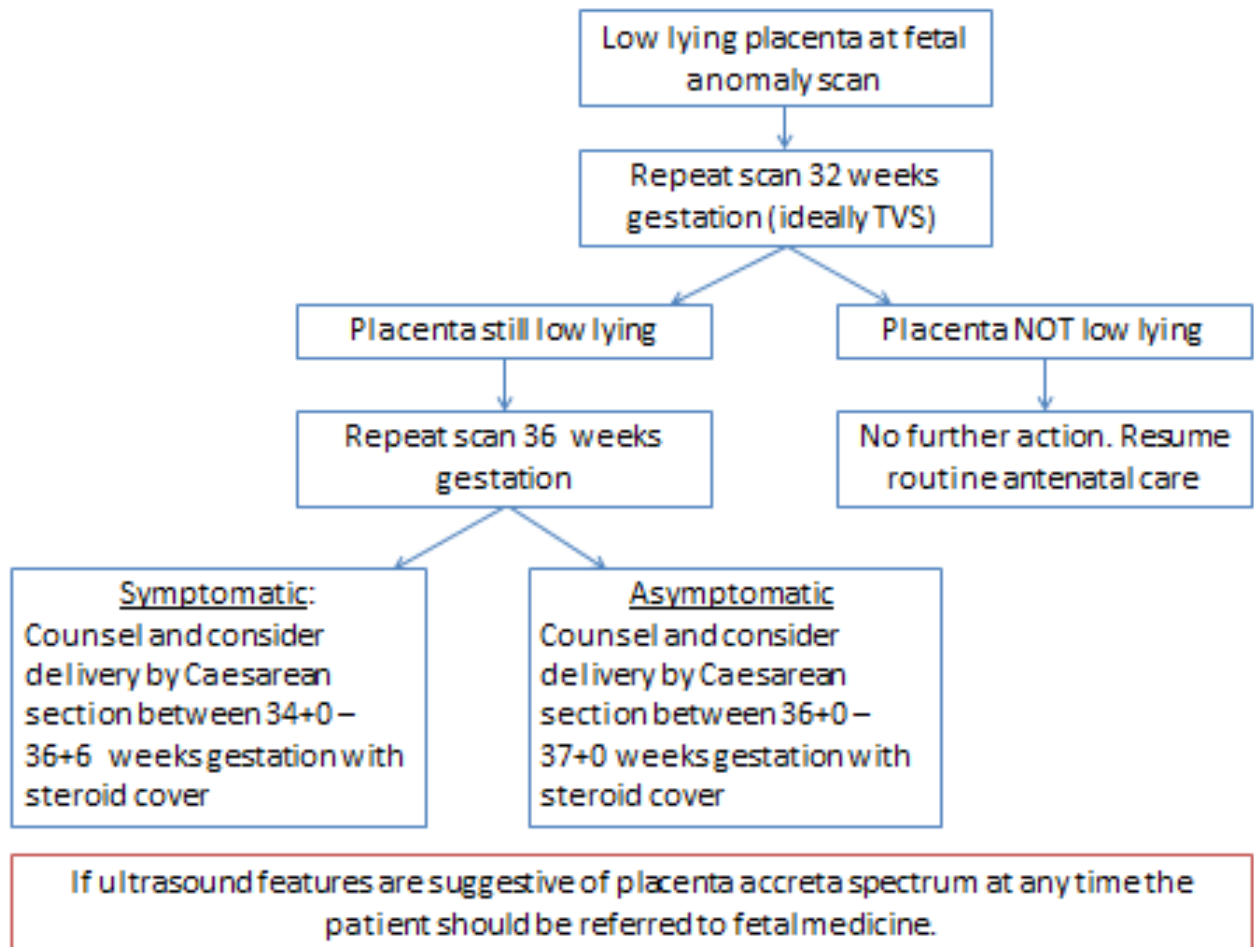 Low lying placenta at fetal
anomaly scan
Repeat scan 32 weeks
gestation (ideally TVS)
Placenta still low lying
Placenta NOT low lying
Repeat scan 36 weeks
gestation
No further action. Resume
routine antenatal care
Symptomatic:
Counsel and consider
delivery by Caesarean
section between 34+0 –
36+6 weeks gestation with
steroid cover
Asymptomatic
Counsel and consider
delivery by Caesarean
section between 36+0 –
37+0 weeks gestation with
steroid cover
If ultrasound features are suggestive of placenta accreta spectrum at any time the
patient should be referred to fetal medicine.